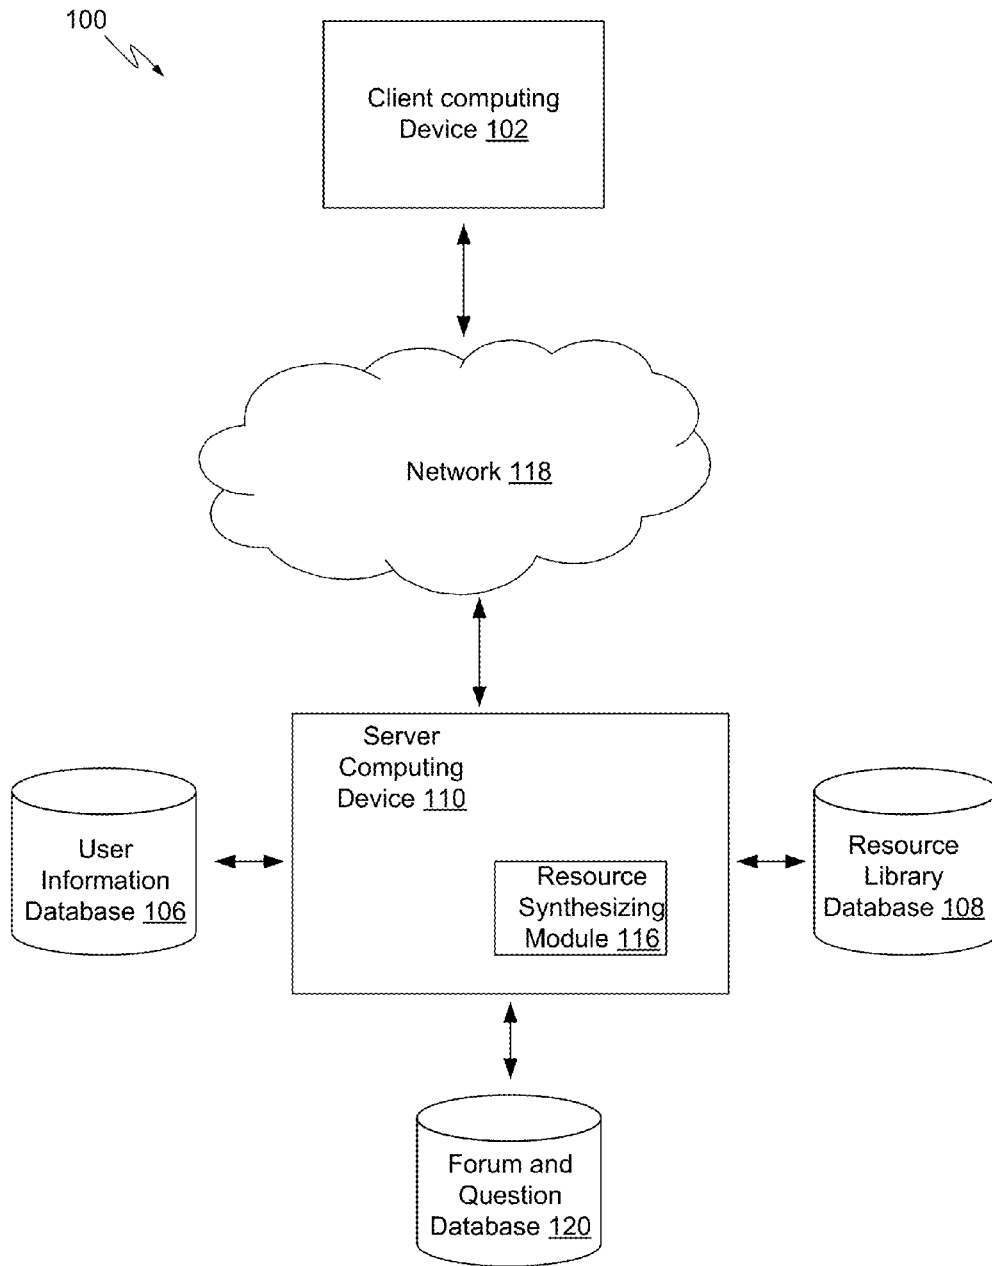 100
Client computing
Device 102
Network 118
Server
Computing
Device 110
User
Information
Database 106
Resource
Synthesizing
Module 116
Resource
Library
Database 108
Forum and
Question
Database 120